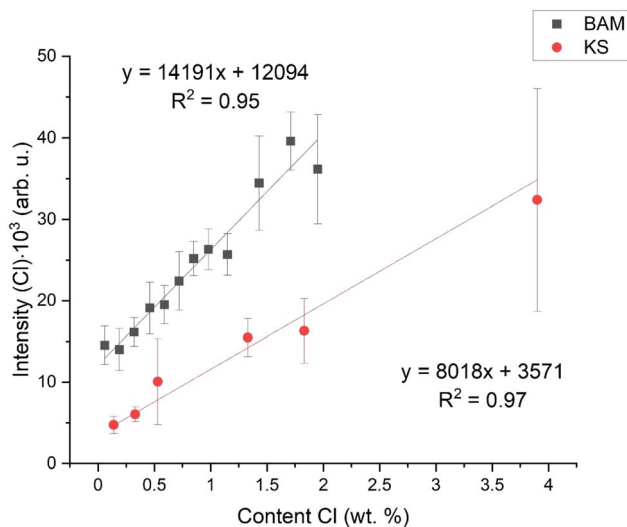 BAM
KS
50
40
30
20
10
0
Intensity (Cl)·10³ (arb. u.)
y = 14191x + 12094
R² = 0.95
y = 8018x + 3571
R² = 0.97
0 0.5 1 1.5 2 2.5 3 3.5 4
Content Cl (wt. %)